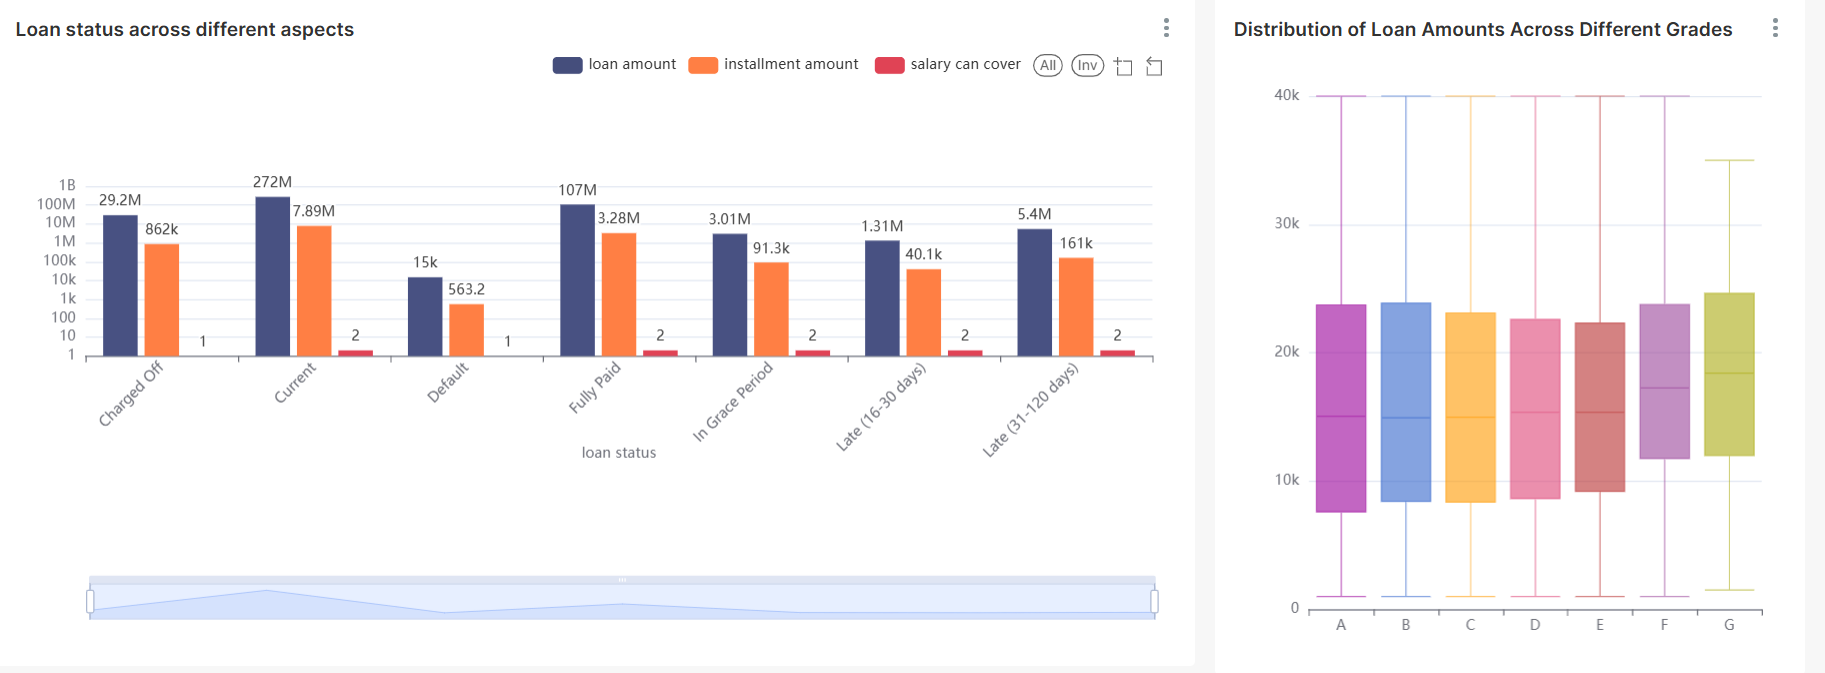 Loan status across different aspects
loan amount installment amount salary can cover All Inv
1B
100M
10M
1M
100k
10k
1k
100
10
1
29.2M
862k
1
272M
7.89M
2
15k
563.2
1
107M
3.28M
2
3.01M
91.3k
2
1.31M
40.1k
2
5.4M
161k
2
Charged Off
Current
Default
Fully Paid
In Grace Period
Late (16-30 days)
Late (31-120 days)
loan status
Distribution of Loan Amounts Across Different Grades
40k
30k
20k
10k
0
A B C D E F G